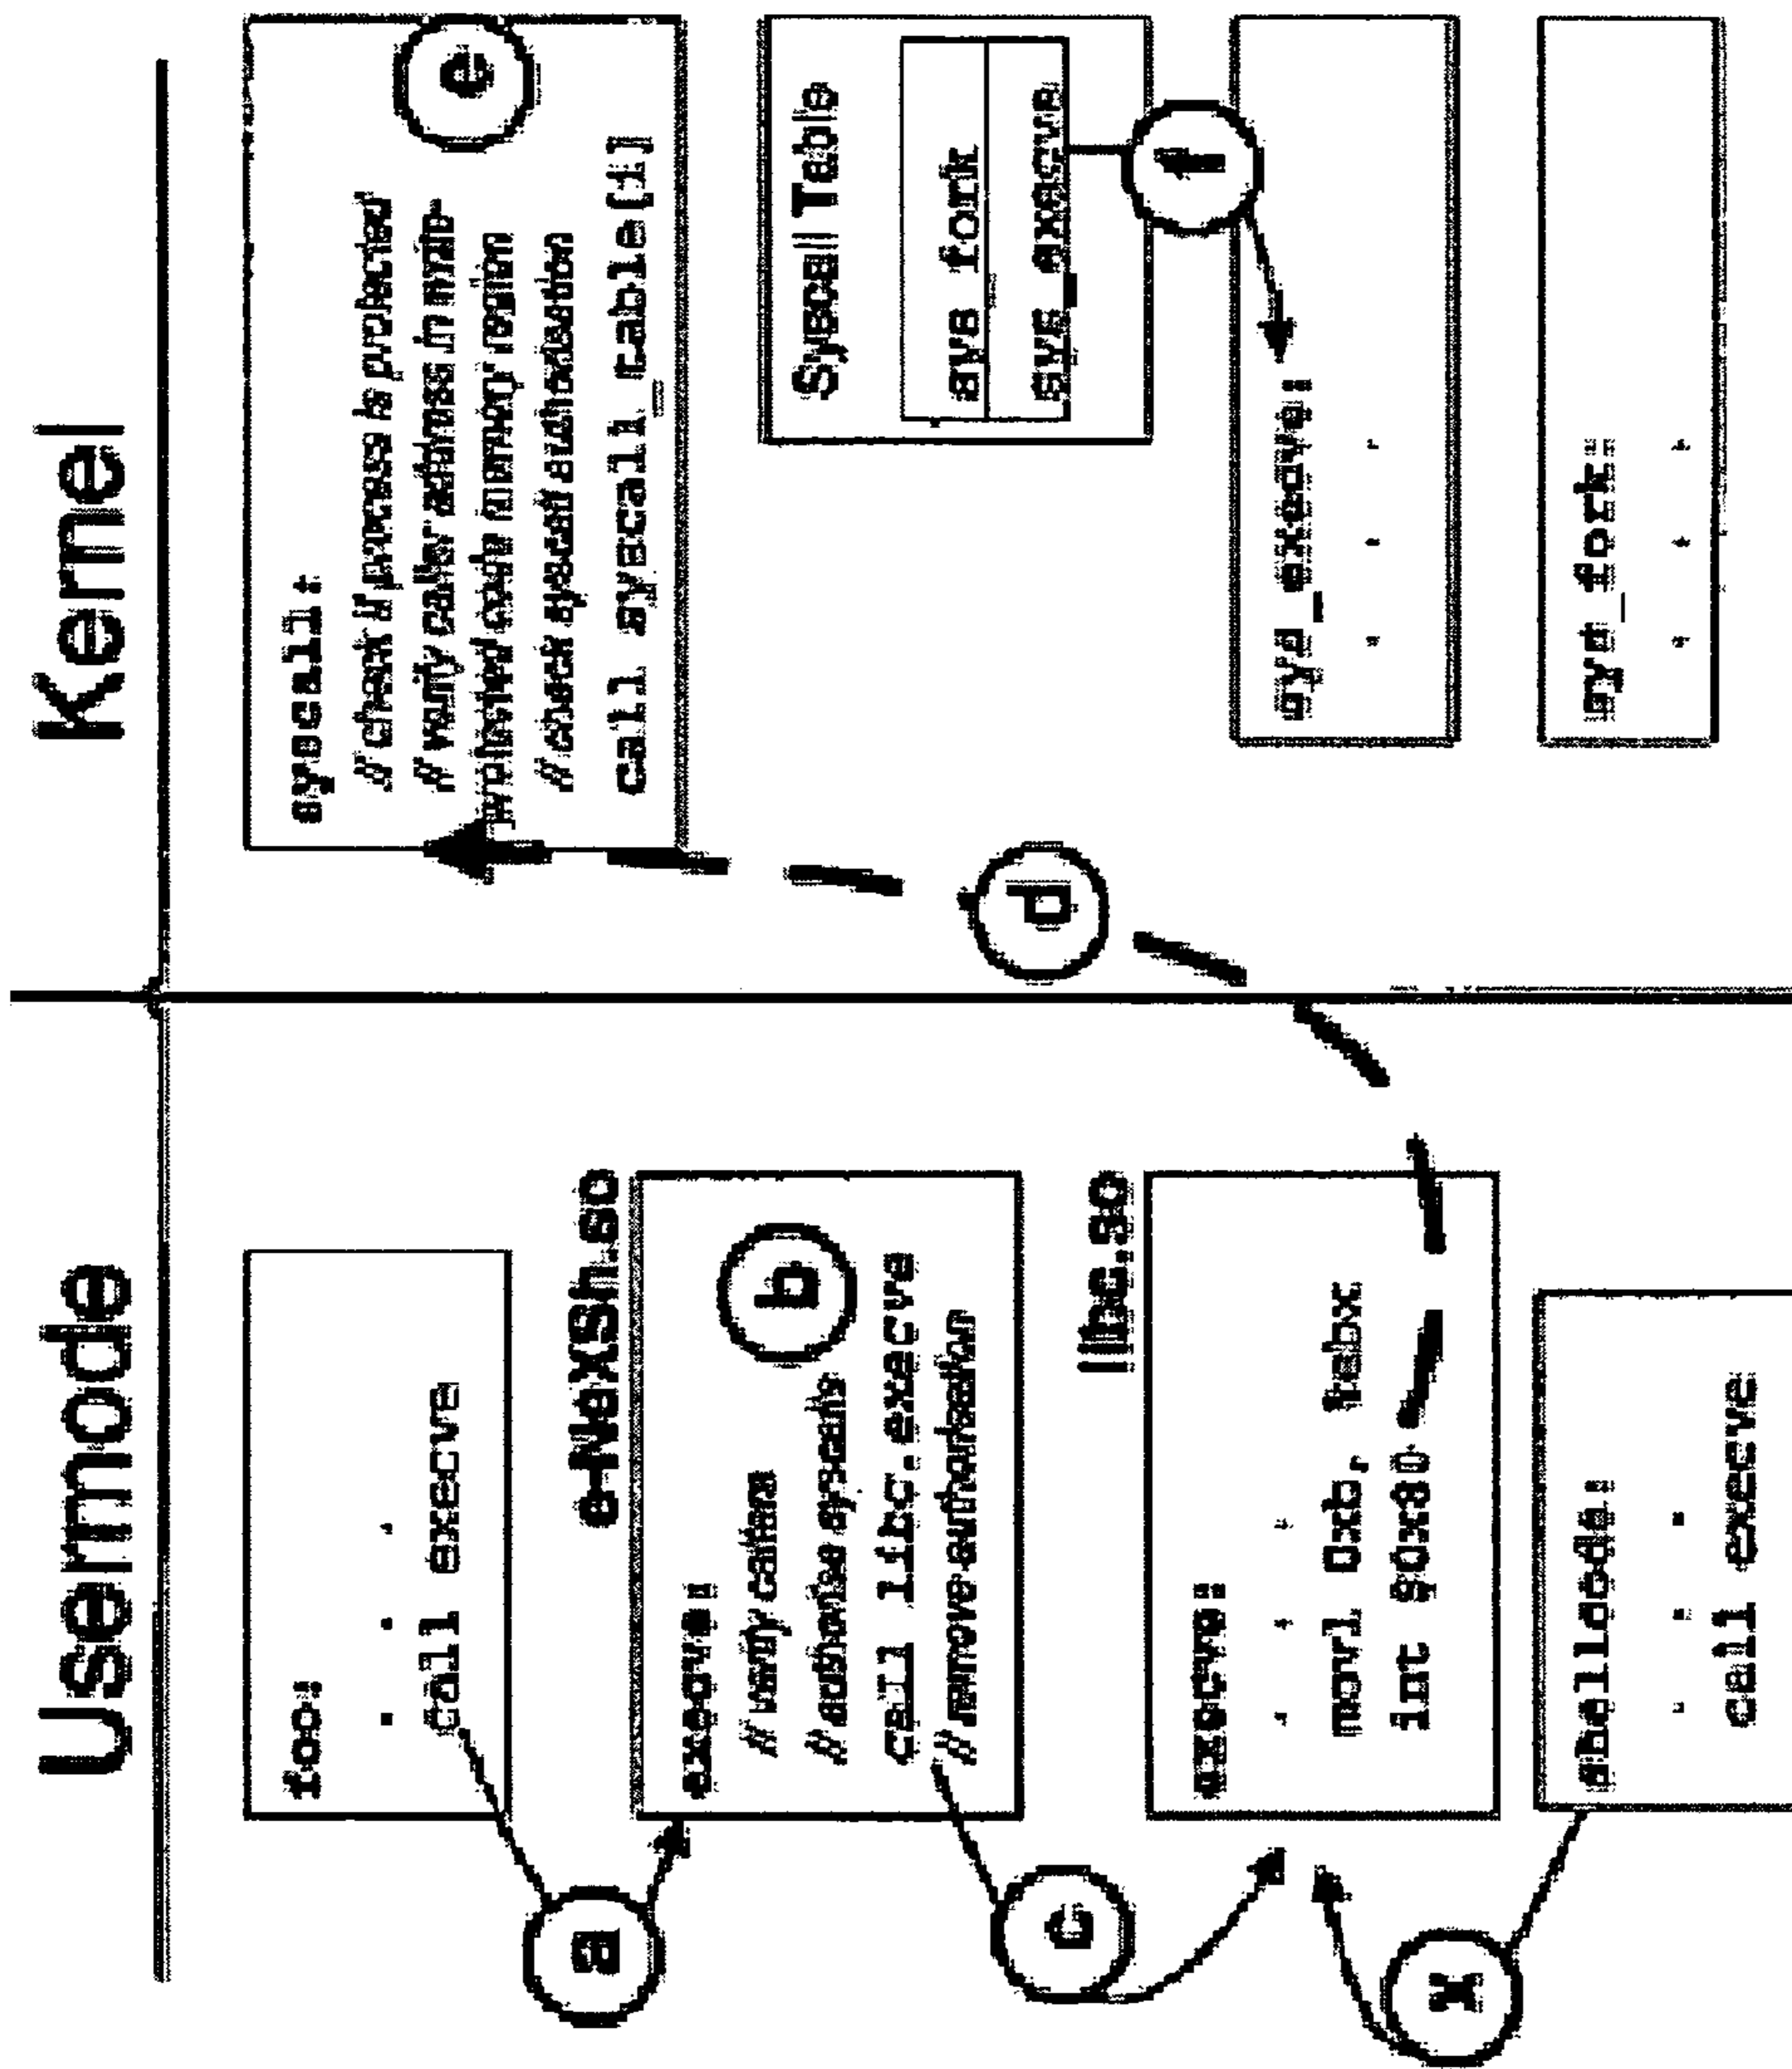 Usermode
foo:
. . .
call execve
a
e-NeXSh.so
execve:
// verify callers
// authorise syscalls
b
call libc.execve
// remove authorisation
c
libc.so
execve:
. . .
movl 0xb, %ebx
int $0x80
shellcode:
. . .
call execve
x
d
Kernel
syscall:
// check if process is protected
// verify caller address in write-
protected code memory region
// check syscall authorisation
call syscall_table[i]
e
Syscall Table
sys_fork
sys_execve
f
sys_execve:
. . .
sys_fork:
. . .